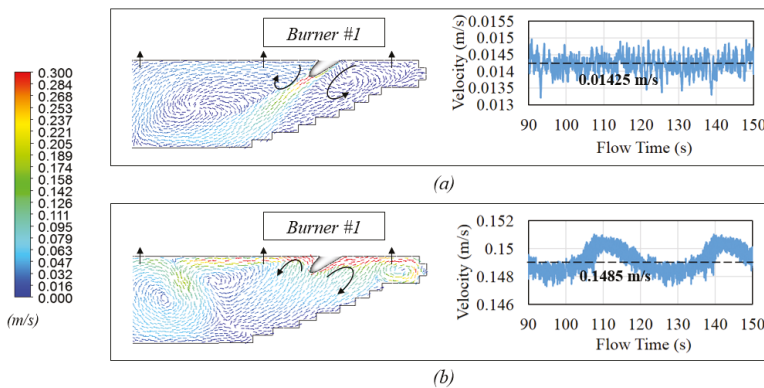 Burner #1
0.0155
0.015
0.0145
0.014
0.0135
0.013
Velocity (m/s)
0.01425 m/s
90 100 110 120 130 140 150
Flow Time (s)
(a)
0.300
0.284
0.268
0.253
0.237
0.221
0.205
0.189
0.174
0.158
0.142
0.126
0.111
0.095
0.079
0.063
0.047
0.032
0.016
0.000
(m/s)
Burner #1
0.152
0.15
0.148
0.146
Velocity (m/s)
0.1485 m/s
90 100 110 120 130 140 150
Flow Time (s)
(b)